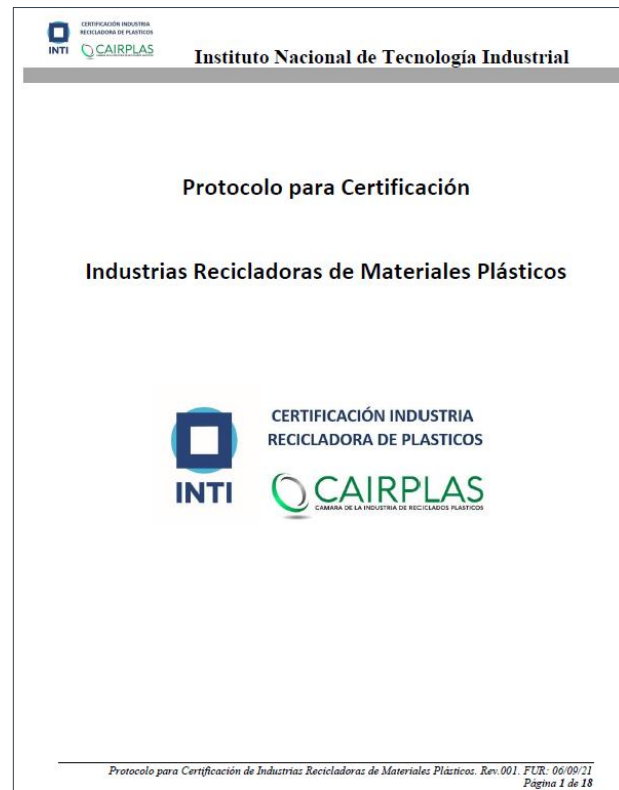 CERTIFICACIÓN INDUSTRIA
RECICLADORA DE PLASTICOS
INTI
CAIRPLAS
Instituto Nacional de Tecnología Industrial
Protocolo para Certificación
Industrias Recicladoras de Materiales Plásticos
CERTIFICACIÓN INDUSTRIA
RECICLADORA DE PLASTICOS
INTI
CAIRPLAS
CAMARA DE LA INDUSTRIA DE RECICLADOS PLASTICOS
Protocolo para Certificación de Industrias Recicladoras de Materiales Plásticos. Rev.001. FUR: 06/09/21
Página 1 de 18